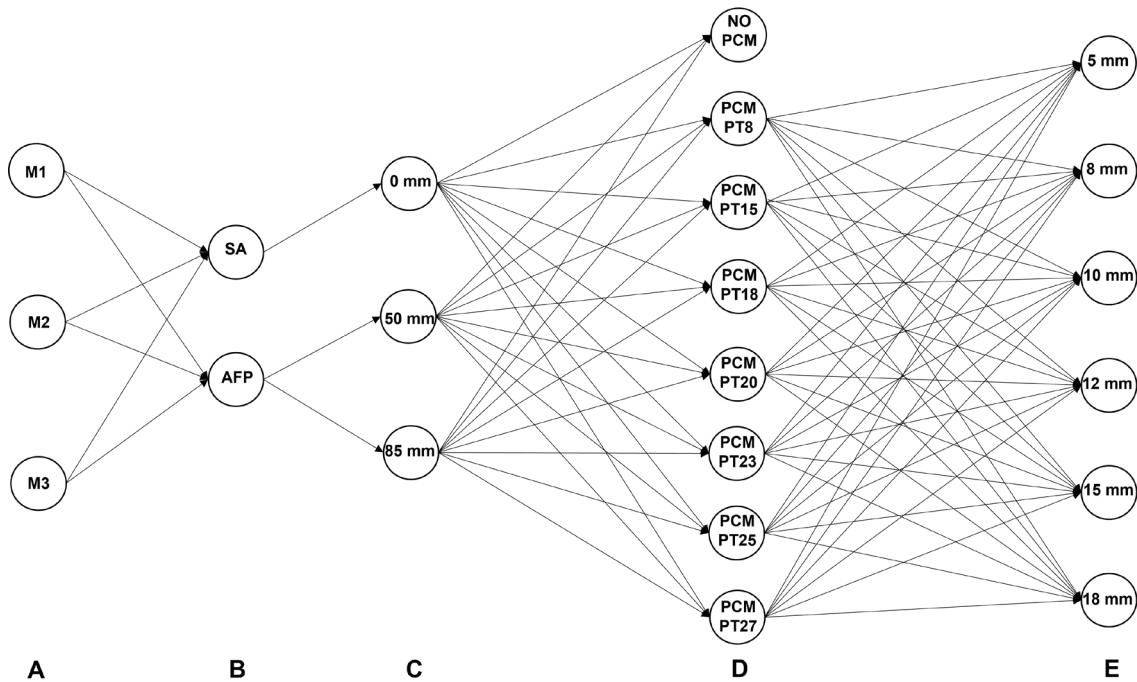 M1
M2
M3
SA
AFP
0 mm
50 mm
85 mm
NO
PCM
PCM
PT8
PCM
PT15
PCM
PT18
PCM
PT20
PCM
PT23
PCM
PT25
PCM
PT27
5 mm
8 mm
10 mm
12 mm
15 mm
18 mm
A B C D E